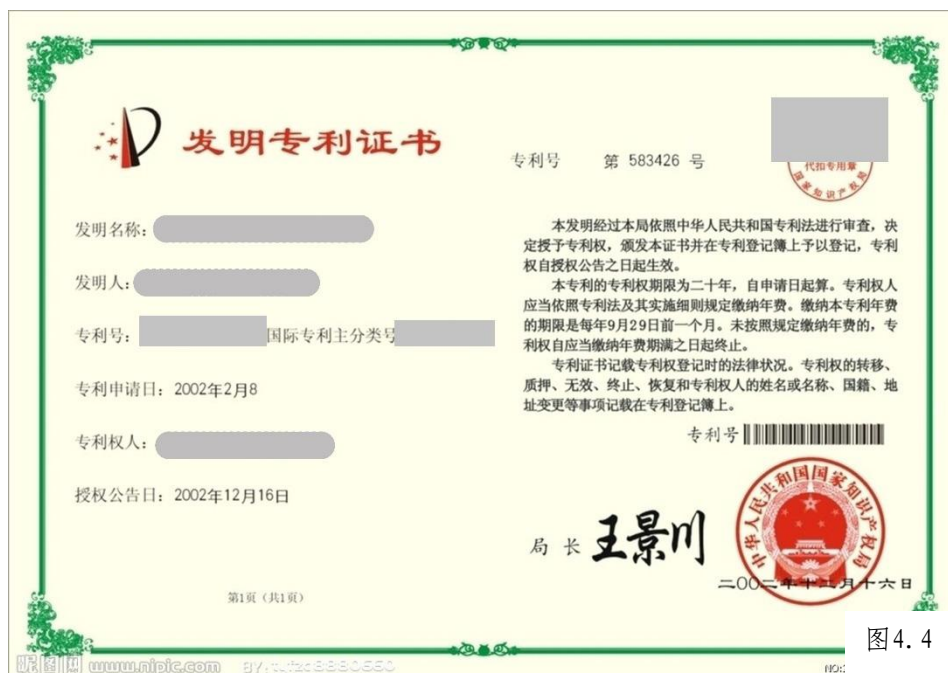 发明专利证书
专利号 第 583426 号
代扣专用章
国家知识产权局
发明名称：
发明人：
专利号： 国际专利主分类号
专利申请日：2002年2月8
专利权人：
授权公告日：2002年12月16日
第1页（共1页）
本发明经过本局依照中华人民共和国专利法进行审查，决
定授予专利权，颁发本证书并在专利登记簿上予以登记，专利
权自授权公告之日起生效。
本专利的专利权期限为二十年，自申请日起算。专利权人
应当依照专利法及其实施细则规定缴纳年费。缴纳本专利年费
的期限是每年9月29日前一个月。未按照规定缴纳年费的，专
利权自应当缴纳年费期满之日起终止。
专利证书记载专利权登记时的法律状况。专利权的转移、
质押、无效、终止、恢复和专利权人的姓名或名称、国籍、地
址变更等事项记载在专利登记簿上。
专利号
局长 王景川
中华人民共和国国家知识产权局
二〇〇二年十二月十六日
图4.4
昵图网 www.nipic.com
NO: